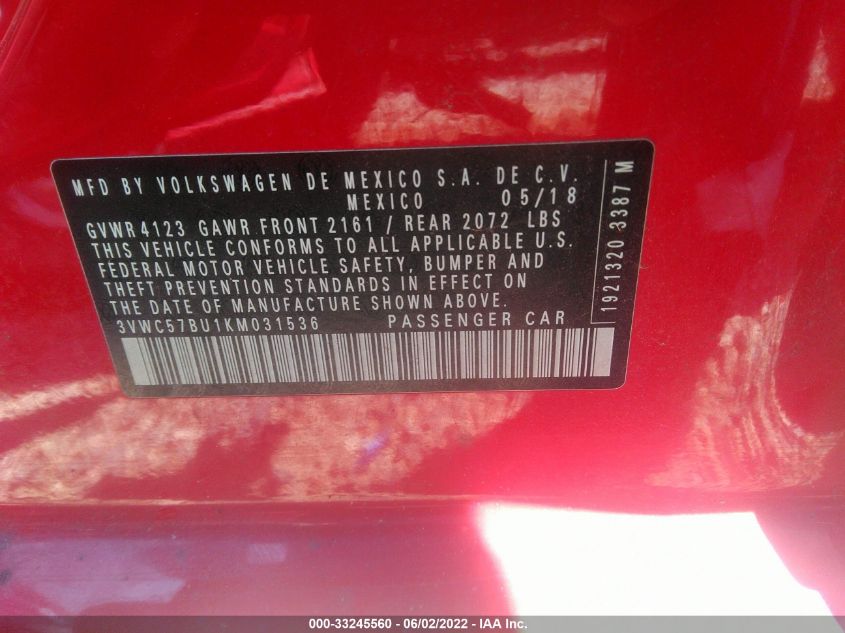 MFD BY VOLKSWAGEN DE MEXICO S.A. DE C.V.
MEXICO 05/18
GVWR 4123 GAWR FRONT 2161 / REAR 2072 LBS
THIS VEHICLE CONFORMS TO ALL APPLICABLE U.S.
FEDERAL MOTOR VEHICLE SAFETY, BUMPER AND
THEFT PREVENTION STANDARDS IN EFFECT ON
THE DATE OF MANUFACTURE SHOWN ABOVE.
3VWC57BU1KM031536 PASSENGER CAR
1921320 3387 M
000-33245560 - 06/02/2022 - IAA Inc.